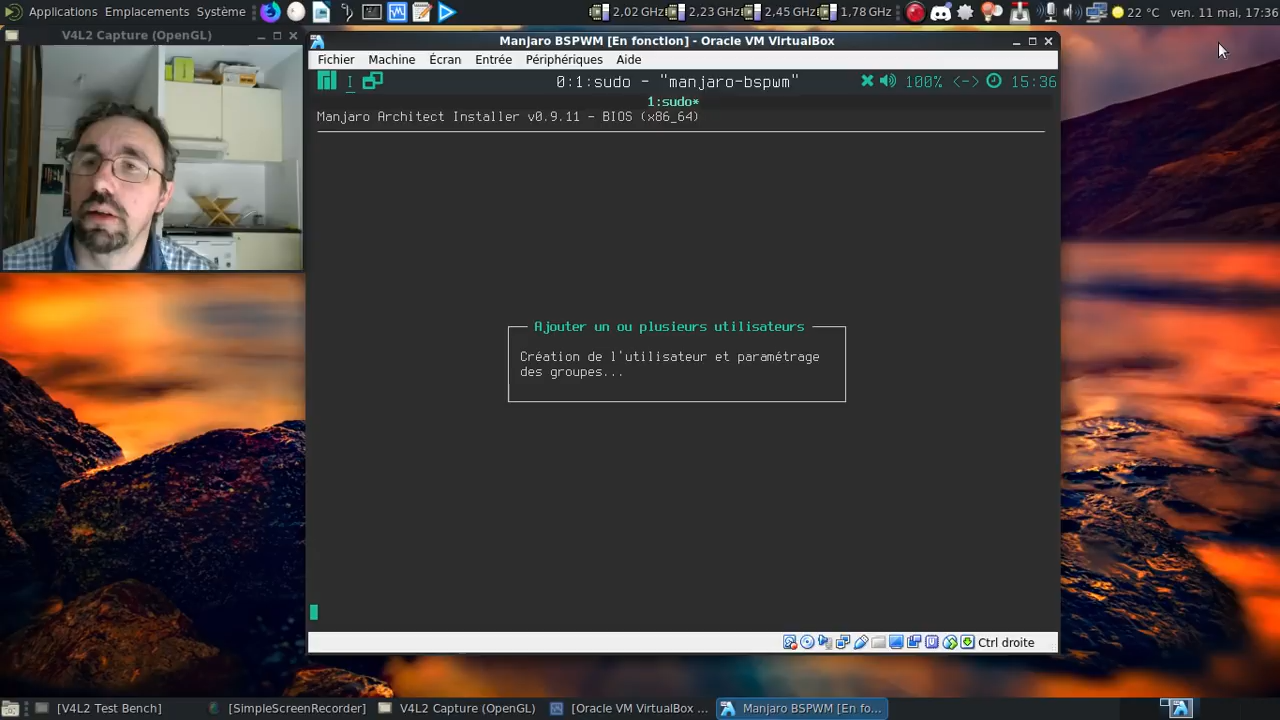 Applications Emplacements Système
2,02 GHz 2,23 GHz 2,45 GHz 1,78 GHz
22 °C ven. 11 mai, 17:36
V4L2 Capture (OpenGL)
Manjaro BSPWM [En fonction] - Oracle VM VirtualBox
Fichier Machine Écran Entrée Périphériques Aide
0:1:sudo - "manjaro-bspwm" 100% <-> 15:36
1:sudo*
Manjaro Architect Installer v0.9.11 - BIOS (x86_64)
Ajouter un ou plusieurs utilisateurs
Création de l'utilisateur et paramétrage
des groupes...
Ctrl droite
[V4L2 Test Bench] [SimpleScreenRecorder] V4L2 Capture (OpenGL) [Oracle VM VirtualBox ... Manjaro BSPWM [En fo...